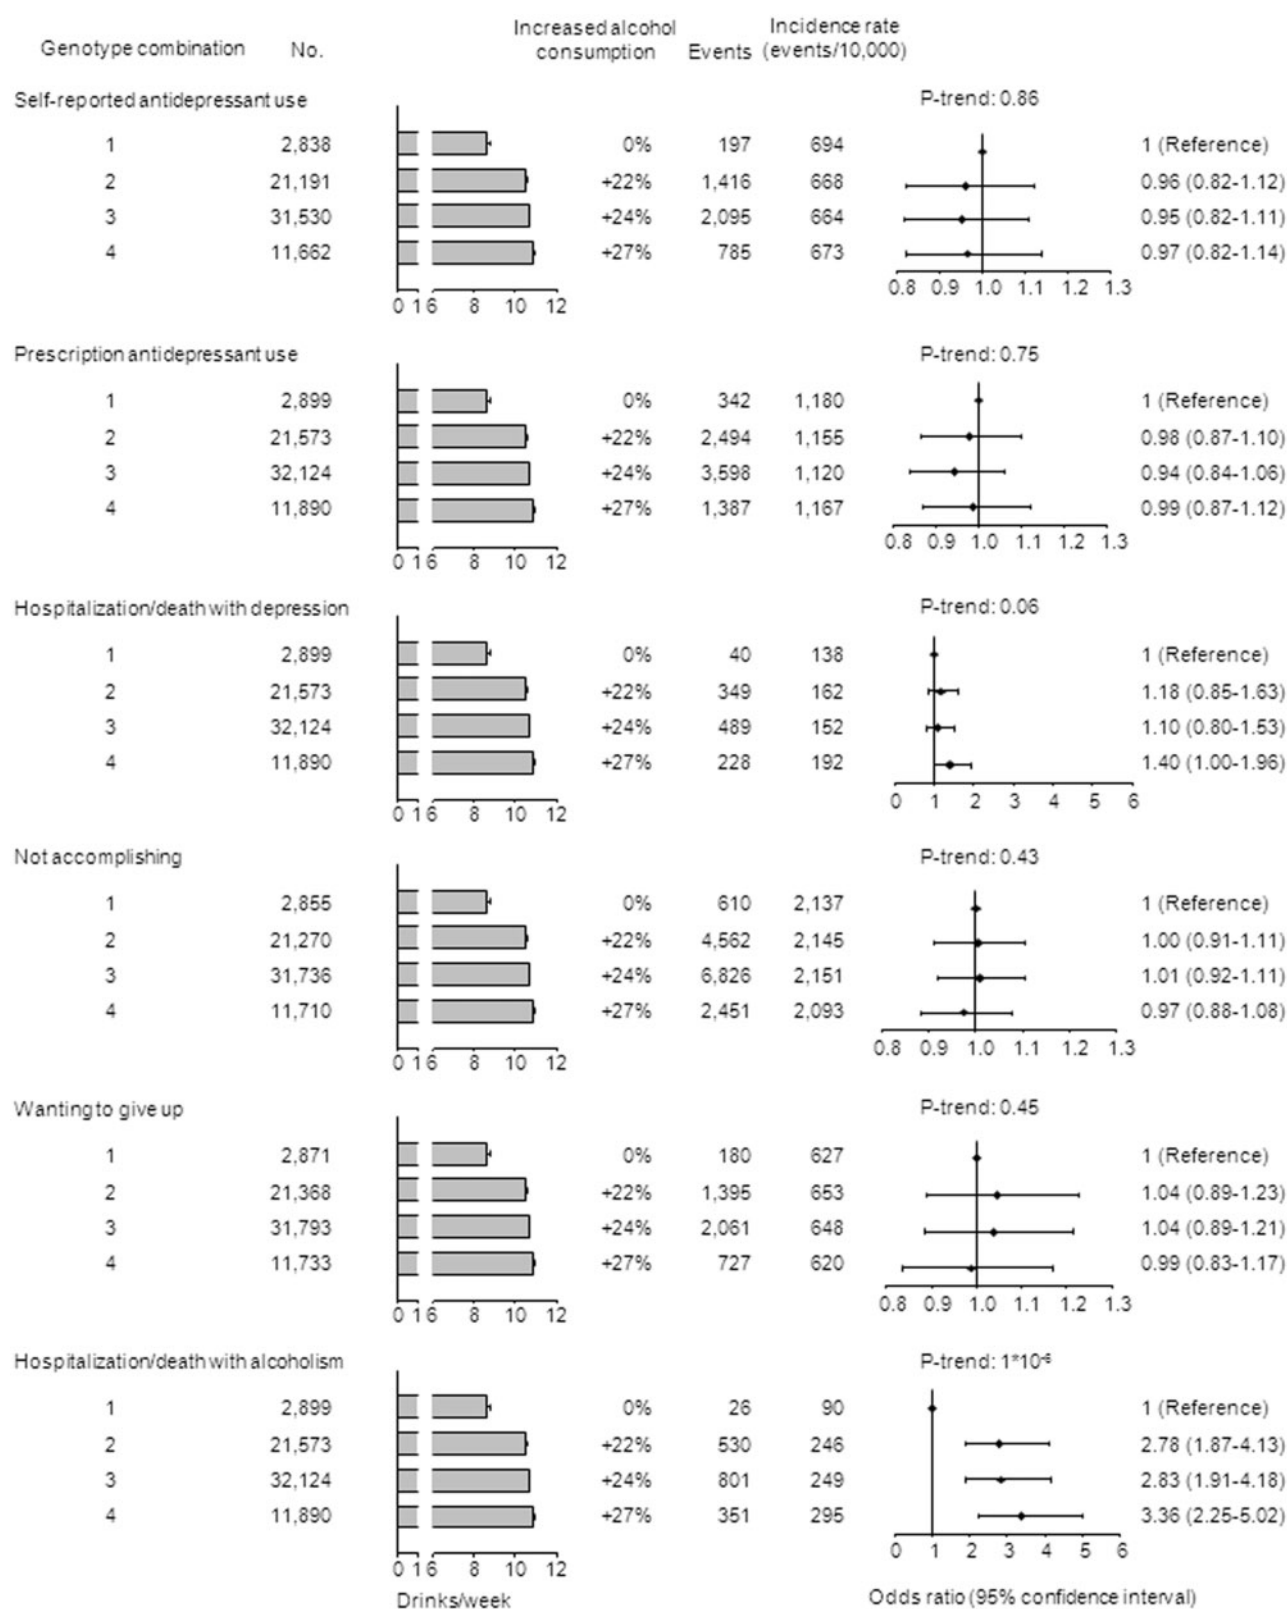 Genotype combination No. Increased alcohol consumption Events Incidence rate (events/10,000)
Self-reported antidepressant use P-trend: 0.86
1 2,838 0% 197 694 1 (Reference)
2 21,191 +22% 1,416 668 0.96 (0.82-1.12)
3 31,530 +24% 2,095 664 0.95 (0.82-1.11)
4 11,662 +27% 785 673 0.97 (0.82-1.14)
0 1 6 8 10 12 0.8 0.9 1.0 1.1 1.2 1.3
Prescription antidepressant use P-trend: 0.75
1 2,899 0% 342 1,180 1 (Reference)
2 21,573 +22% 2,494 1,155 0.98 (0.87-1.10)
3 32,124 +24% 3,598 1,120 0.94 (0.84-1.06)
4 11,890 +27% 1,387 1,167 0.99 (0.87-1.12)
0 1 6 8 10 12 0.8 0.9 1.0 1.1 1.2 1.3
Hospitalization/death with depression P-trend: 0.06
1 2,899 0% 40 138 1 (Reference)
2 21,573 +22% 349 162 1.18 (0.85-1.63)
3 32,124 +24% 489 152 1.10 (0.80-1.53)
4 11,890 +27% 228 192 1.40 (1.00-1.96)
0 1 6 8 10 12 0 1 2 3 4 5 6
Not accomplishing P-trend: 0.43
1 2,855 0% 610 2,137 1 (Reference)
2 21,270 +22% 4,562 2,145 1.00 (0.91-1.11)
3 31,736 +24% 6,826 2,151 1.01 (0.92-1.11)
4 11,710 +27% 2,451 2,093 0.97 (0.88-1.08)
0 1 6 8 10 12 0.8 0.9 1.0 1.1 1.2 1.3
Wanting to give up P-trend: 0.45
1 2,871 0% 180 627 1 (Reference)
2 21,368 +22% 1,395 653 1.04 (0.89-1.23)
3 31,793 +24% 2,061 648 1.04 (0.89-1.21)
4 11,733 +27% 727 620 0.99 (0.83-1.17)
0 1 6 8 10 12 0.8 0.9 1.0 1.1 1.2 1.3
Hospitalization/death with alcoholism P-trend: 1*10⁻⁶
1 2,899 0% 26 90 1 (Reference)
2 21,573 +22% 530 246 2.78 (1.87-4.13)
3 32,124 +24% 801 249 2.83 (1.91-4.18)
4 11,890 +27% 351 295 3.36 (2.25-5.02)
0 1 6 8 10 12 0 1 2 3 4 5 6
Drinks/week Odds ratio (95% confidence interval)